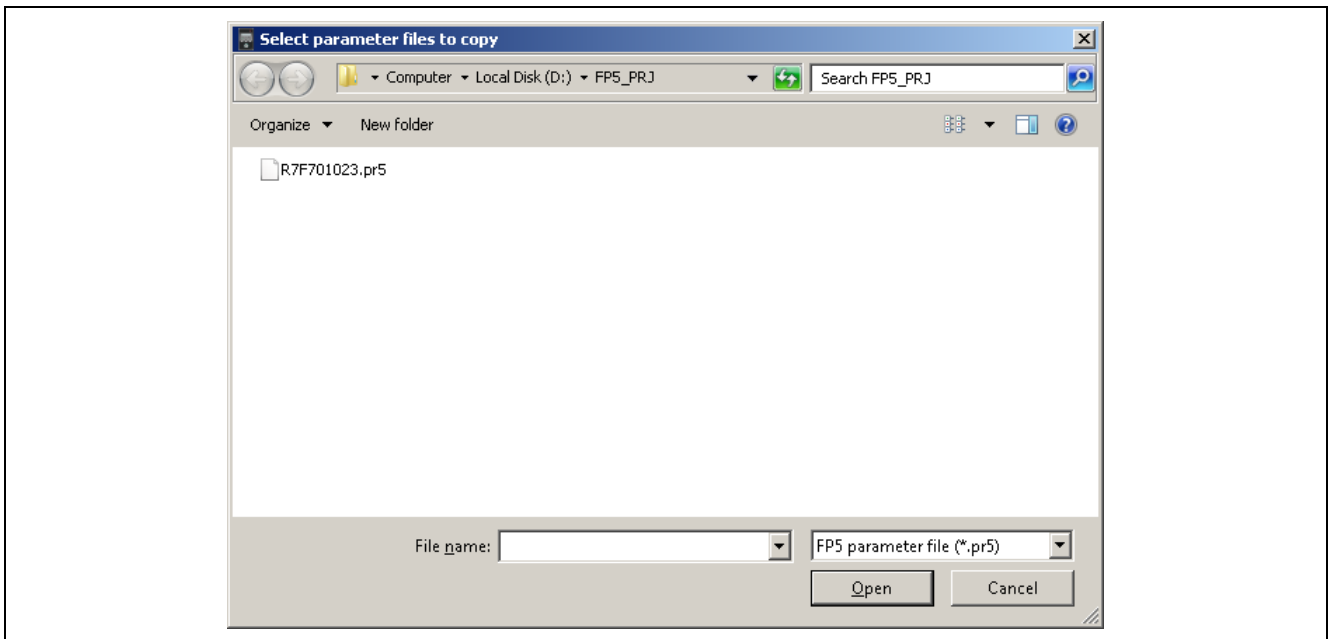 Select parameter files to copy
Computer Local Disk (D:) FP5_PRJ Search FP5_PRJ
Organize New folder
R7F701023.pr5
File name: FP5 parameter file (*.pr5)
Open Cancel